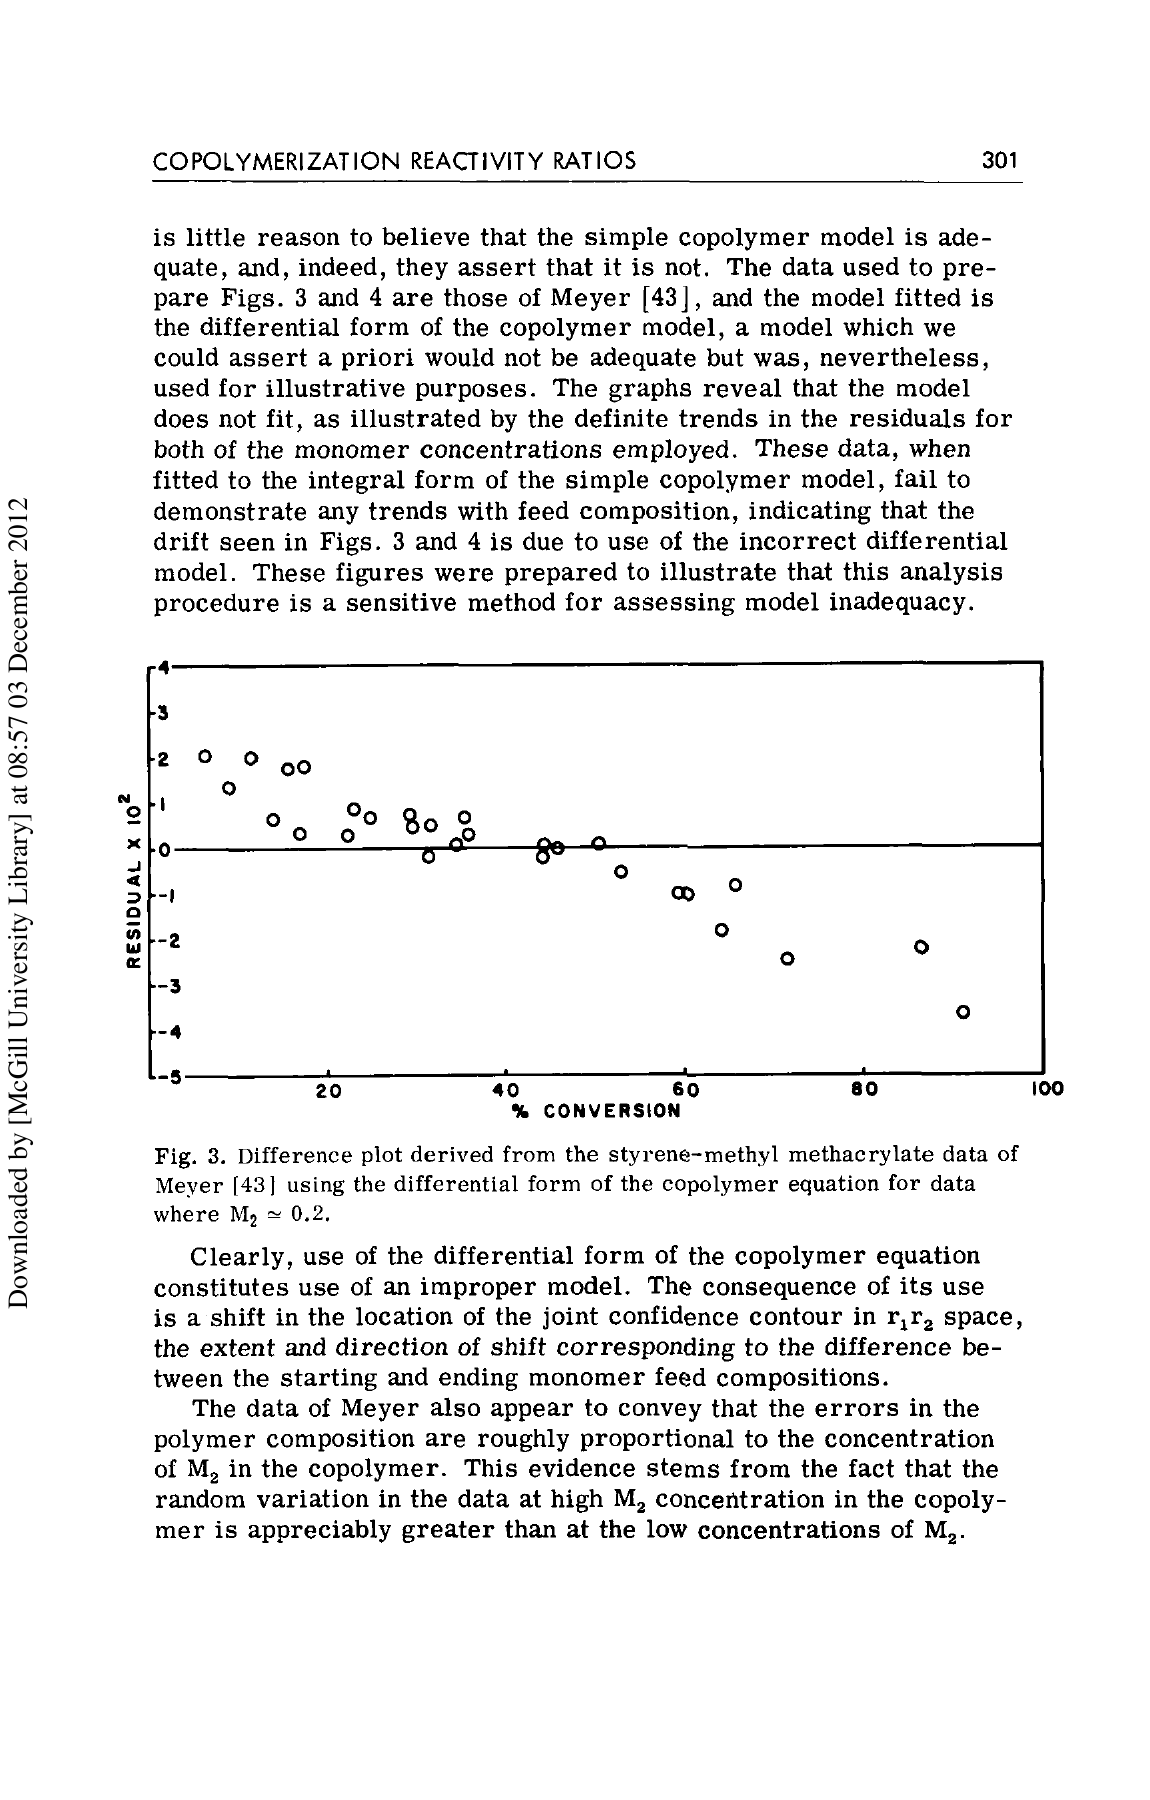 COPOLYMERIZATION REACTIVITY RATIOS 301
is little reason to believe that the simple copolymer model is ade-
quate, and, indeed, they assert that it is not. The data used to pre-
pare Figs. 3 and 4 are those of Meyer [43], and the model fitted is
the differential form of the copolymer model, a model which we
could assert a priori would not be adequate but was, nevertheless,
used for illustrative purposes. The graphs reveal that the model
does not fit, as illustrated by the definite trends in the residuals for
both of the monomer concentrations employed. These data, when
fitted to the integral form of the simple copolymer model, fail to
demonstrate any trends with feed composition, indicating that the
drift seen in Figs. 3 and 4 is due to use of the incorrect differential
model. These figures were prepared to illustrate that this analysis
procedure is a sensitive method for assessing model inadequacy.
4
3
2
1
0
-1
-2
-3
-4
-5
RESIDUAL X 10²
20 40 60 80 100
% CONVERSION
Fig. 3. Difference plot derived from the styrene-methyl methacrylate data of
Meyer [43] using the differential form of the copolymer equation for data
where M₂ ≃ 0.2.
Clearly, use of the differential form of the copolymer equation
constitutes use of an improper model. The consequence of its use
is a shift in the location of the joint confidence contour in r₁r₂ space,
the extent and direction of shift corresponding to the difference be-
tween the starting and ending monomer feed compositions.
The data of Meyer also appear to convey that the errors in the
polymer composition are roughly proportional to the concentration
of M₂ in the copolymer. This evidence stems from the fact that the
random variation in the data at high M₂ concentration in the copoly-
mer is appreciably greater than at the low concentrations of M₂.
Downloaded by [McGill University Library] at 08:57 03 December 2012